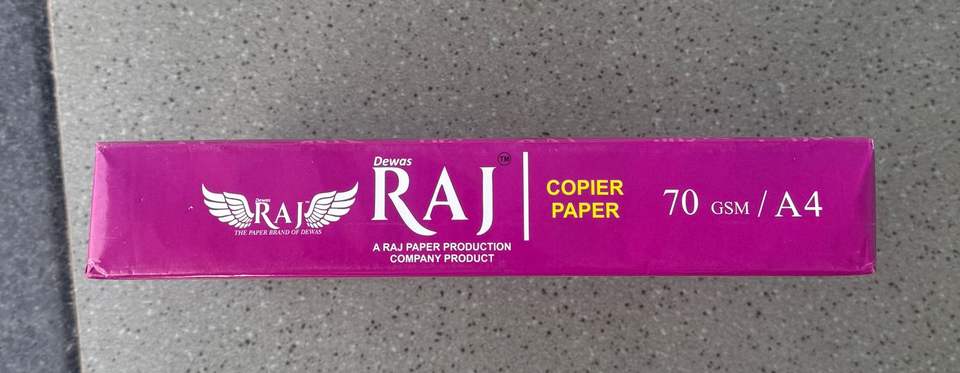 Dewas
RAJ
THE PAPER BRAND OF DEWAS
Dewas
RAJ TM
A RAJ PAPER PRODUCTION
COMPANY PRODUCT
COPIER
PAPER
70 GSM / A4